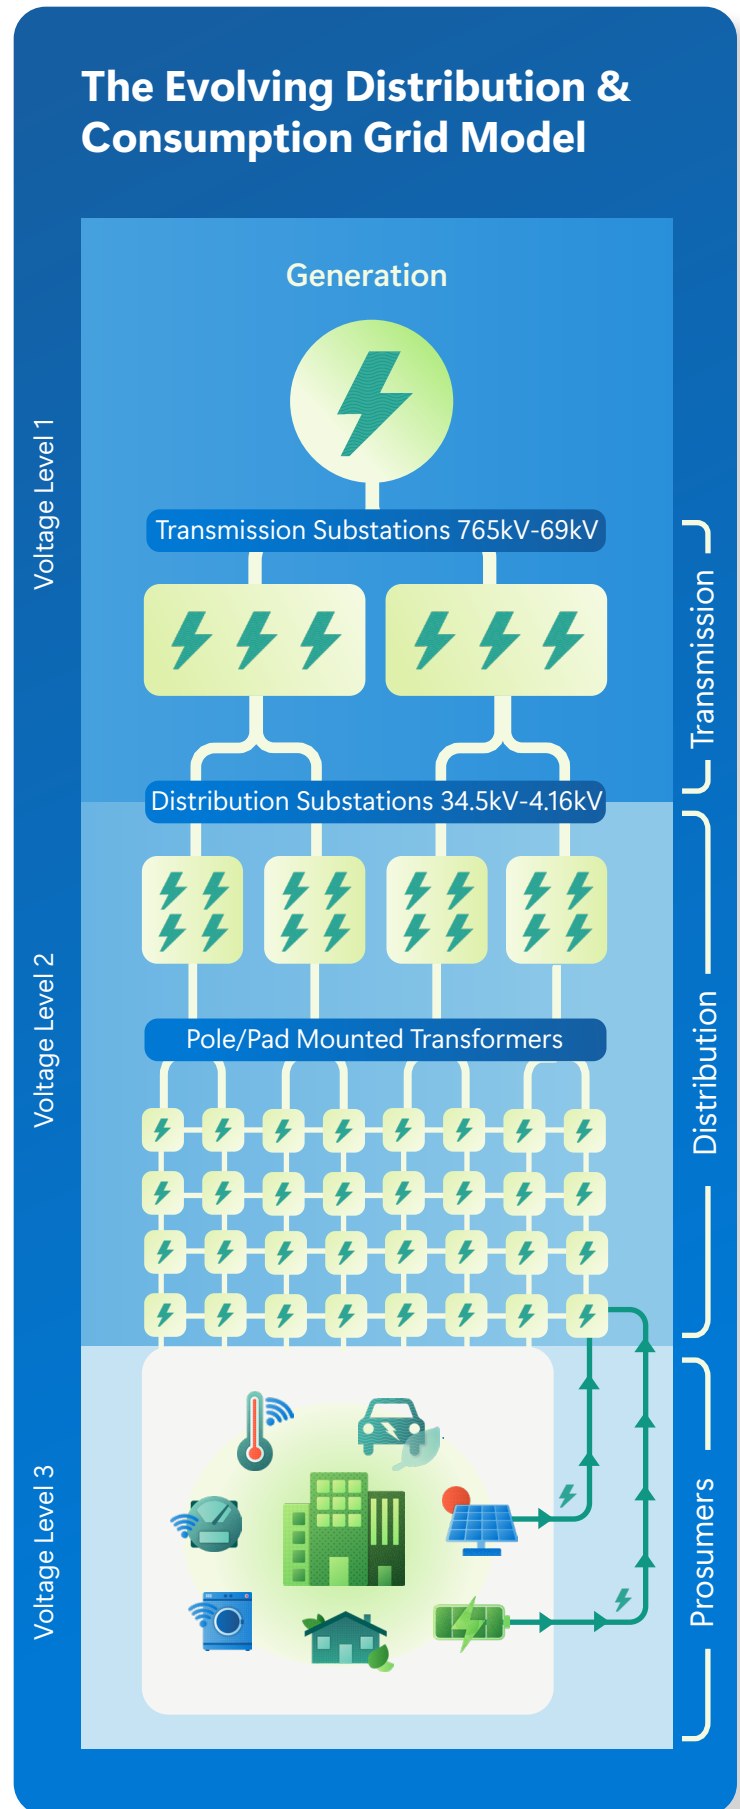 The Evolving Distribution &
Consumption Grid Model
Generation
Voltage Level 1
Transmission Substations 765kV-69kV
Transmission
Distribution Substations 34.5kV-4.16kV
Voltage Level 2
Pole/Pad Mounted Transformers
Distribution
Voltage Level 3
Prosumers